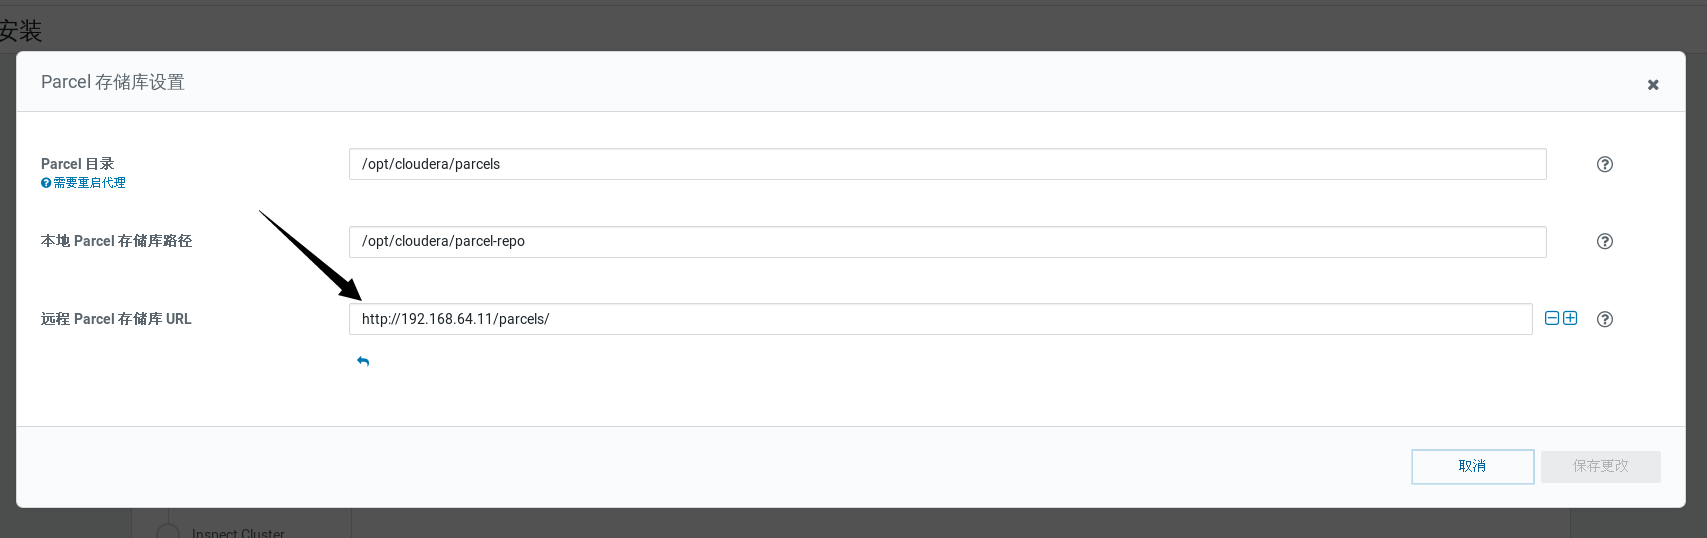 安装
Parcel 存储库设置
Parcel 目录
/opt/cloudera/parcels
需要重启代理
本地 Parcel 存储库路径
/opt/cloudera/parcel-repo
远程 Parcel 存储库 URL
http://192.168.64.11/parcels/
取消
保存更改
Inspect Cluster